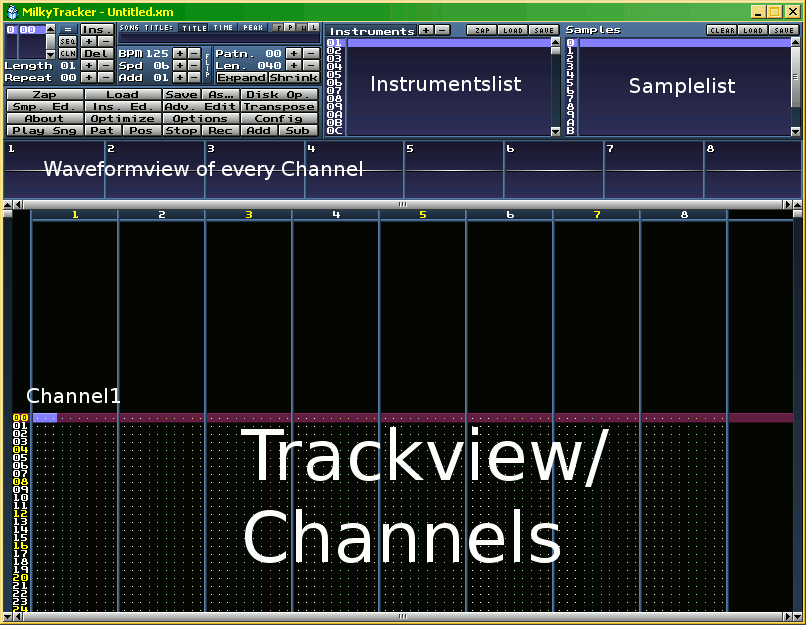 MilkyTracker - Untitled.xm
0 00 = Ins.
SEQ + −
CLN Del
Length 01 + −
Repeat 00 + −
SONG TITLE: TITLE TIME PEAK F P W L
BPM 125 + −
Spd 06 + −
Add 01 + −
FLIP
Patn. 00 + −
Len. 040 + −
Expand Shrink
Zap Load Save As... Disk Op.
Smp. Ed. Ins. Ed. Adv. Edit Transpose
About Optimize Options Config
Play Sng Pat Pos Stop Rec Add Sub
Instruments + − ZAP LOAD SAVE
01
02
03
04
05
06
07
08
09
0A
0B
0C
Instrumentslist
Samples CLEAR LOAD SAVE
0
1
2
3
4
5
6
7
8
9
A
B
Samplelist
1 2 3 4 5 6 7 8
Waveformview of every Channel
1 2 3 4 5 6 7 8
Channel1
00
01
02
03
04
05
06
07
08
09
10
11
12
13
14
15
16
17
18
19
20
21
22
23
24
Trackview/
Channels